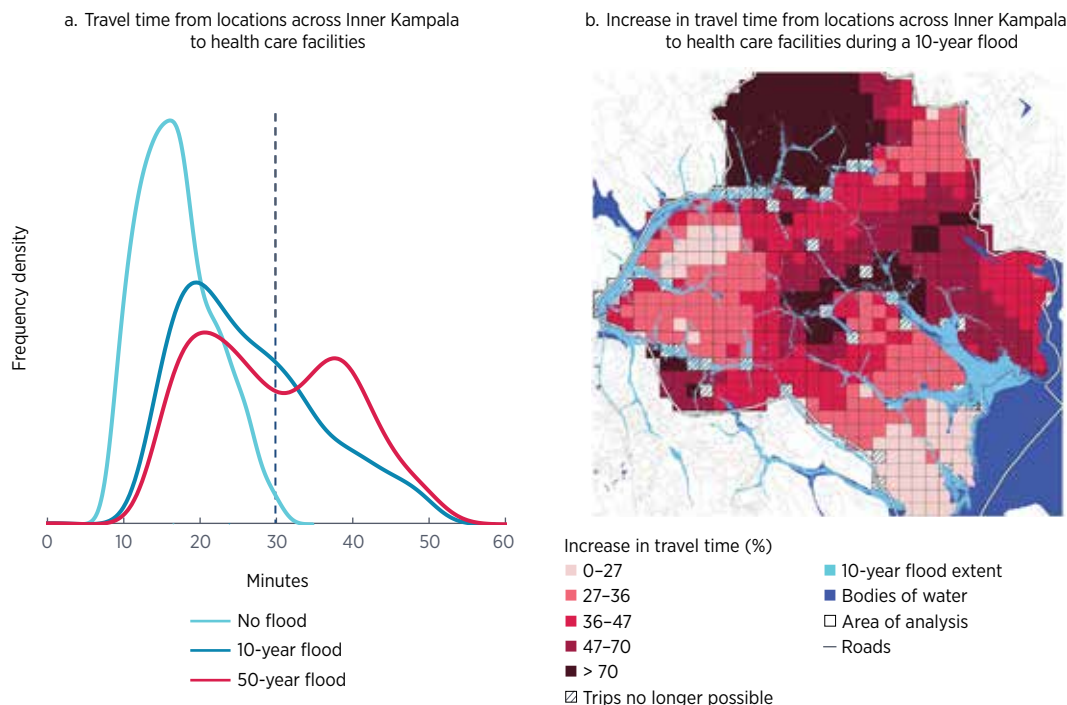 a. Travel time from locations across Inner Kampala
to health care facilities
Frequency density
0 10 20 30 40 50 60
Minutes
No flood
10-year flood
50-year flood
b. Increase in travel time from locations across Inner Kampala
to health care facilities during a 10-year flood
Increase in travel time (%)
0–27
27–36
36–47
47–70
> 70
Trips no longer possible
10-year flood extent
Bodies of water
Area of analysis
Roads